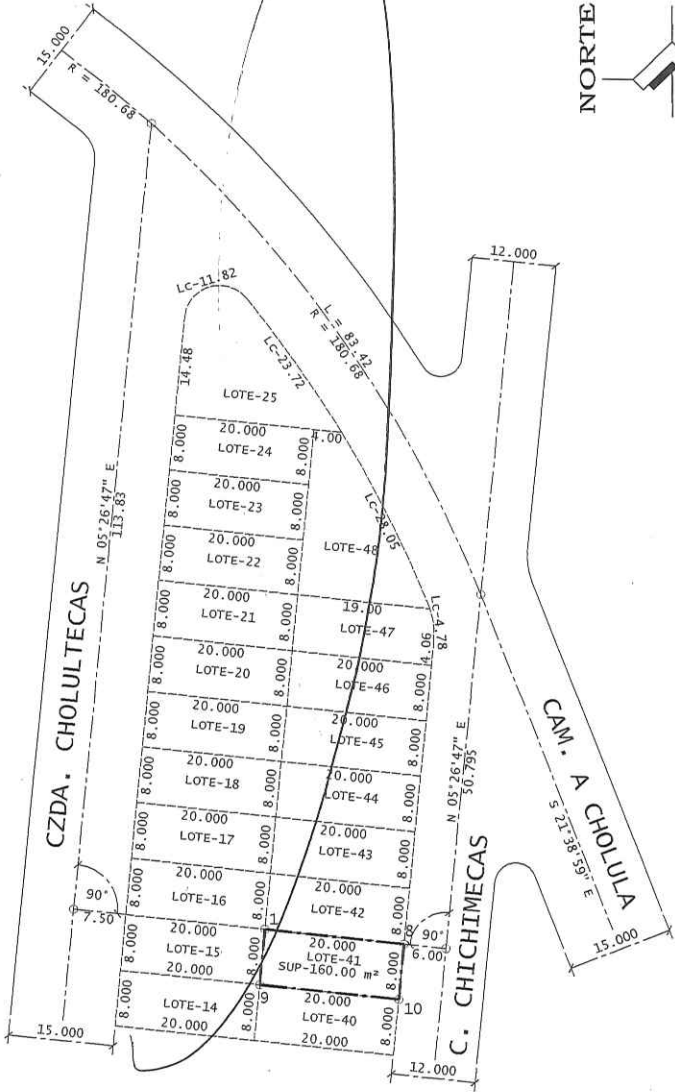 15.000
R = 180.68
NORTE
12.000
Lc-11.82
14.48
Lc-23.72
L = 83.42
R = 180.68
LOTE-25
20.000
4.00
8.000
LOTE-24
8.000
20.000
8.000
LOTE-23
8.000
N 05°26'47" E
113.83
Lc-28.05
20.000
8.000
LOTE-22
8.000
LOTE-48
20.000
8.000
LOTE-21
8.000
19.00
LOTE-47
Lc-4.78
4.06
CZDA. CHOLULTECAS
20.000
8.000
LOTE-20
8.000
20.000
LOTE-46
8.000
20.000
8.000
LOTE-19
8.000
20.000
LOTE-45
8.000
N 05°26'47" E
50.795
20.000
8.000
LOTE-18
8.000
20.000
LOTE-44
8.000
CAM. A CHOLULA
S 21°38'59" E
15.000
20.000
8.000
LOTE-17
8.000
20.000
LOTE-43
8.000
20.000
8.000
LOTE-16
8.000
20.000
LOTE-42
8.000
90°
7.50
1
8
90°
6.00
C. CHICHIMECAS
20.000
8.000
LOTE-15
8.000
20.000
20.000
LOTE-41
SUP-160.00 m²
8.000
9
10
8.000
LOTE-14
8.000
20.000
20.000
LOTE-40
8.000
20.000
15.000
12.000